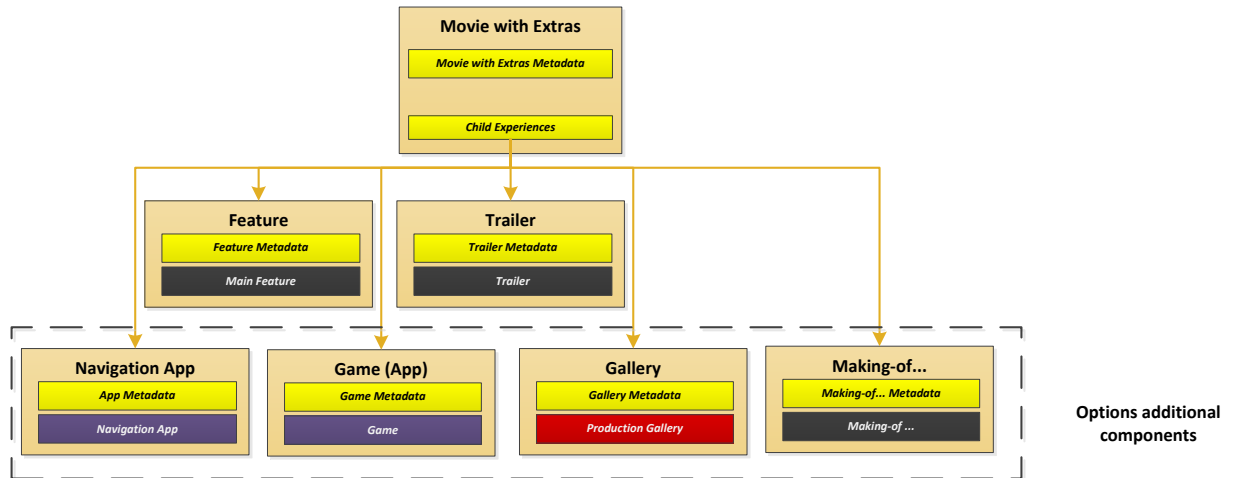 Movie with Extras
Movie with Extras Metadata
Child Experiences
Feature
Feature Metadata
Main Feature
Trailer
Trailer Metadata
Trailer
Navigation App
App Metadata
Navigation App
Game (App)
Game Metadata
Game
Gallery
Gallery Metadata
Production Gallery
Making-of...
Making-of... Metadata
Making-of ...
Options additional
components